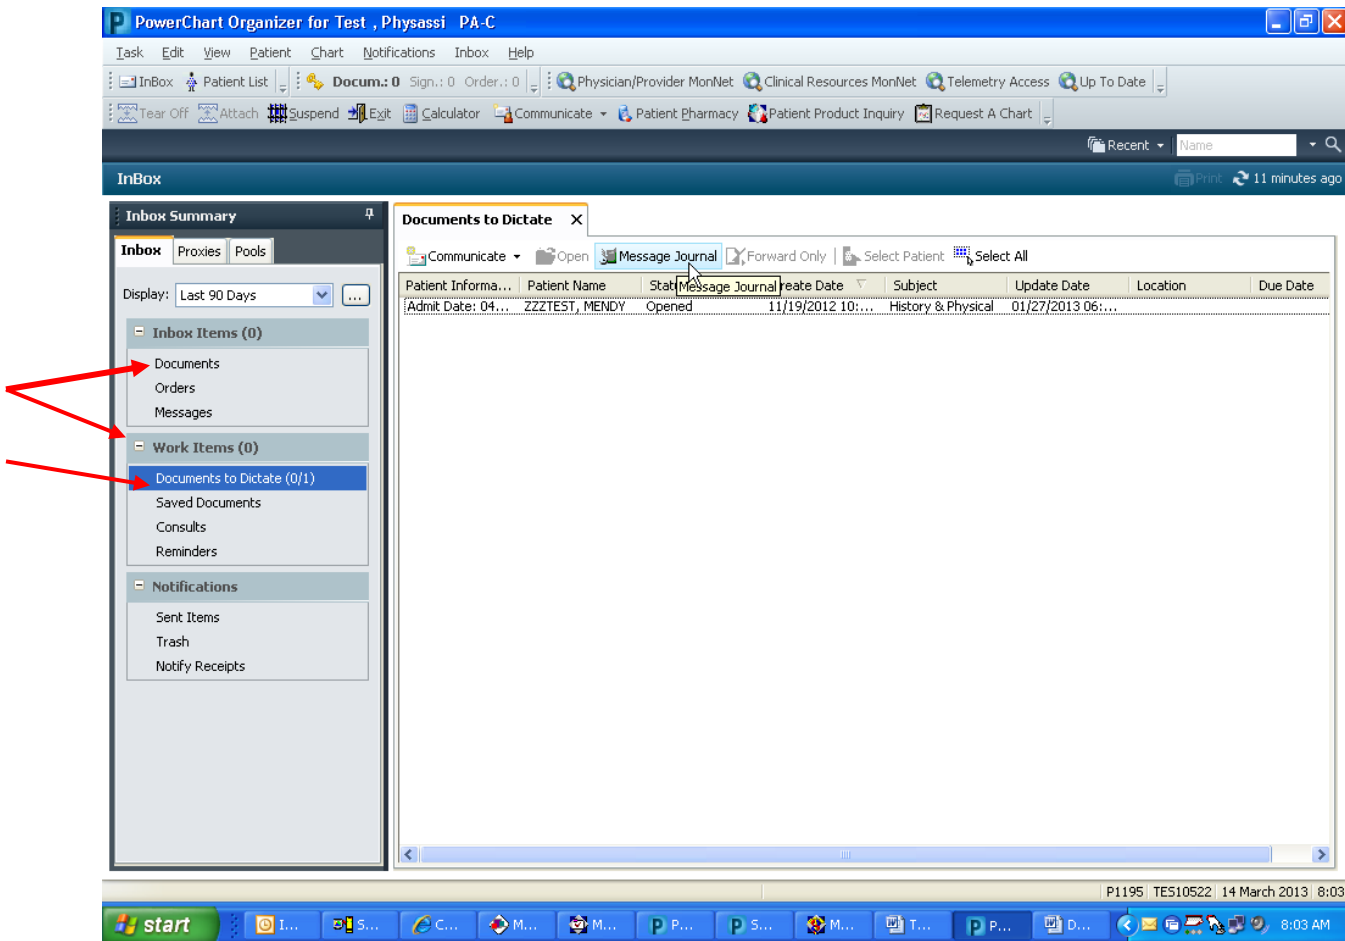 PowerChart Organizer for Test , Physassi PA-C
Task Edit View Patient Chart Notifications Inbox Help
InBox Patient List Docum.: 0 Sign.: 0 Order.: 0 Physician/Provider MonNet Clinical Resources MonNet Telemetry Access Up To Date
Tear Off Attach Suspend Exit Calculator Communicate Patient Pharmacy Patient Product Inquiry Request A Chart
Recent Name
InBox Print 11 minutes ago
Inbox Summary
Documents to Dictate X
Inbox Proxies Pools
Communicate Open Message Journal Forward Only Select Patient Select All
Display: Last 90 Days ...
Patient Informa... Patient Name Stat Message Journal reate Date Subject Update Date Location Due Date
Admit Date: 04... ZZZTEST, MENDY Opened 11/19/2012 10:... History & Physical 01/27/2013 06:...
Inbox Items (0)
Documents
Orders
Messages
Work Items (0)
Documents to Dictate (0/1)
Saved Documents
Consults
Reminders
Notifications
Sent Items
Trash
Notify Receipts
P1195 TES10522 14 March 2013 8:03
start I... S... C... M... M... P... S... M... T... P... D... 8:03 AM